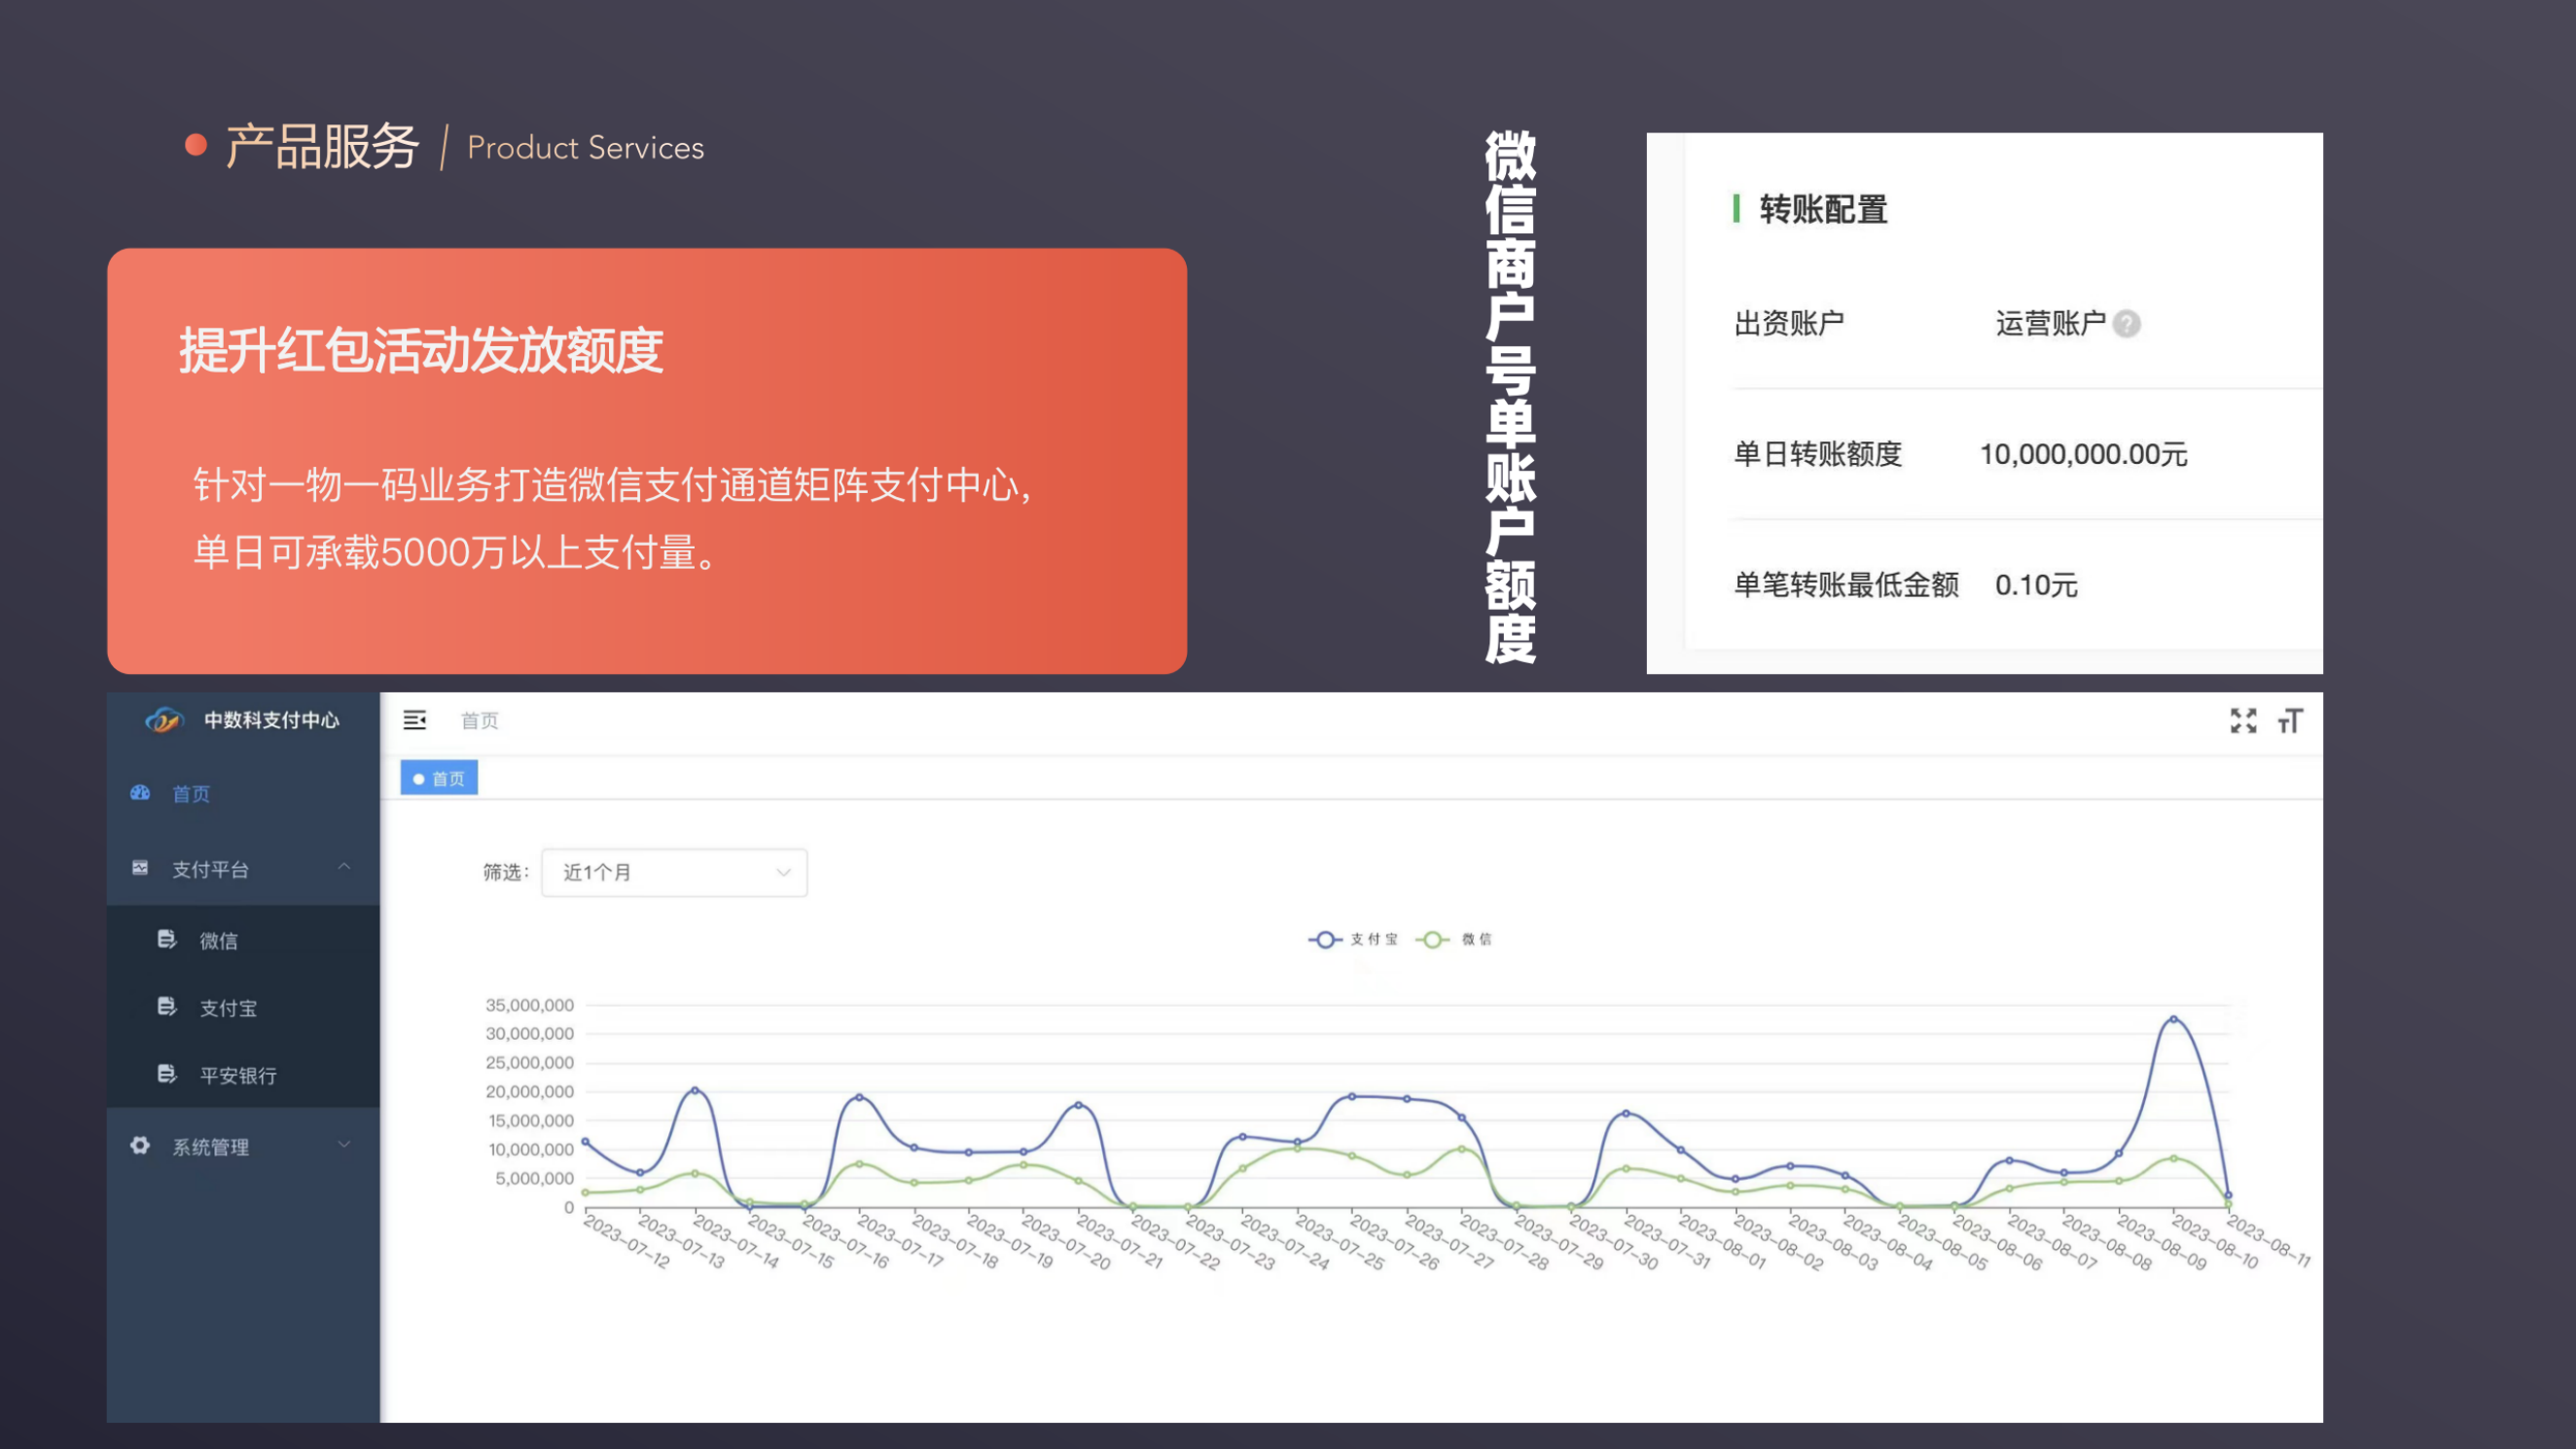 产品服务 / Product Services
提升红包活动发放额度
针对一物一码业务打造微信支付通道矩阵支付中心，
单日可承载5000万以上支付量。
微信商户号单账户额度
转账配置
出资账户 运营账户 ?
单日转账额度 10,000,000.00元
单笔转账最低金额 0.10元
中数科支付中心
首页
支付平台
微信
支付宝
平安银行
系统管理
首页
首页
筛选： 近1个月
支付宝 微信
35,000,000
30,000,000
25,000,000
20,000,000
15,000,000
10,000,000
5,000,000
0
2023-07-12
2023-07-13
2023-07-14
2023-07-15
2023-07-16
2023-07-17
2023-07-18
2023-07-19
2023-07-20
2023-07-21
2023-07-22
2023-07-23
2023-07-24
2023-07-25
2023-07-26
2023-07-27
2023-07-28
2023-07-29
2023-07-30
2023-07-31
2023-08-01
2023-08-02
2023-08-03
2023-08-04
2023-08-05
2023-08-06
2023-08-07
2023-08-08
2023-08-09
2023-08-10
2023-08-11